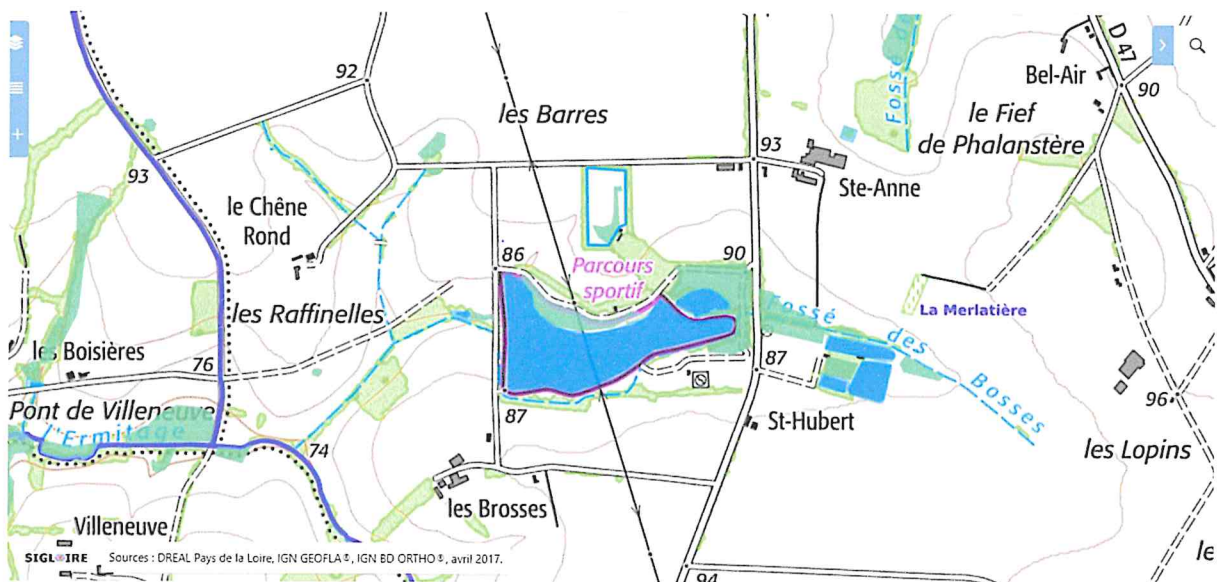 D 47
Fossé de
92
Bel-Air
90
les Barres
le Fief
de Phalanstère
93
93
Ste-Anne
le Chêne
Rond
86
Parcours
sportif
90
les Raffinelles
Fossé des Bosses
La Merlatière
les Boisières
76
87
96
Pont de Villeneuve
l'Ermitage
87
St-Hubert
74
les Lopins
les Brosses
Villeneuve
le
SIGLOIRE Sources : DREAL Pays de la Loire, IGN GEOFLA®, IGN BD ORTHO®, avril 2017.
94